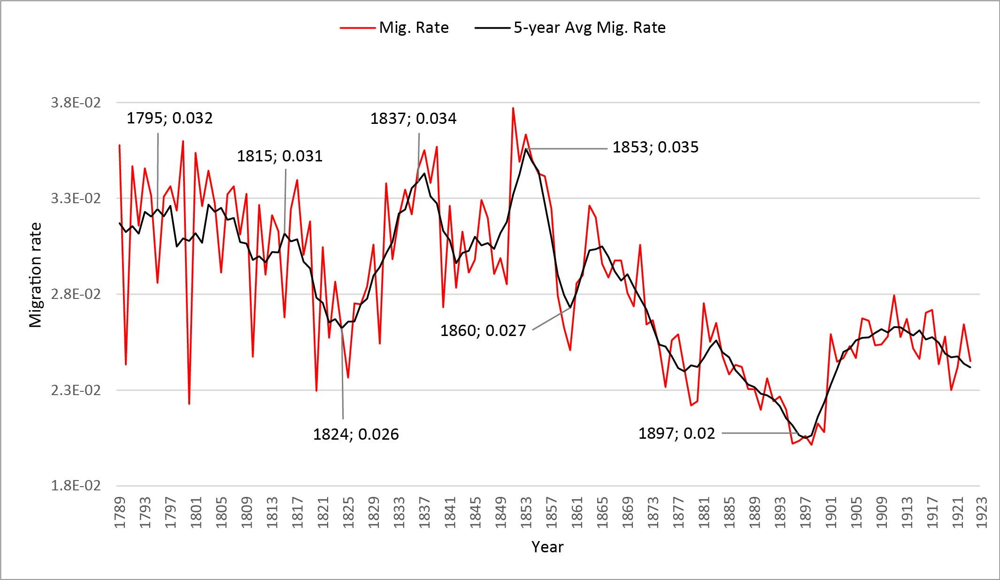 Mig. Rate 5-year Avg Mig. Rate
3.8E-02
1795; 0.032
1837; 0.034
1853; 0.035
1815; 0.031
3.3E-02
Migration rate
2.8E-02
1860; 0.027
2.3E-02
1824; 0.026
1897; 0.02
1.8E-02
1789 1793 1797 1801 1805 1809 1813 1817 1821 1825 1829 1833 1837 1841 1845 1849 1853 1857 1861 1865 1869 1873 1877 1881 1885 1889 1893 1897 1901 1905 1909 1913 1917 1921 1923
Year